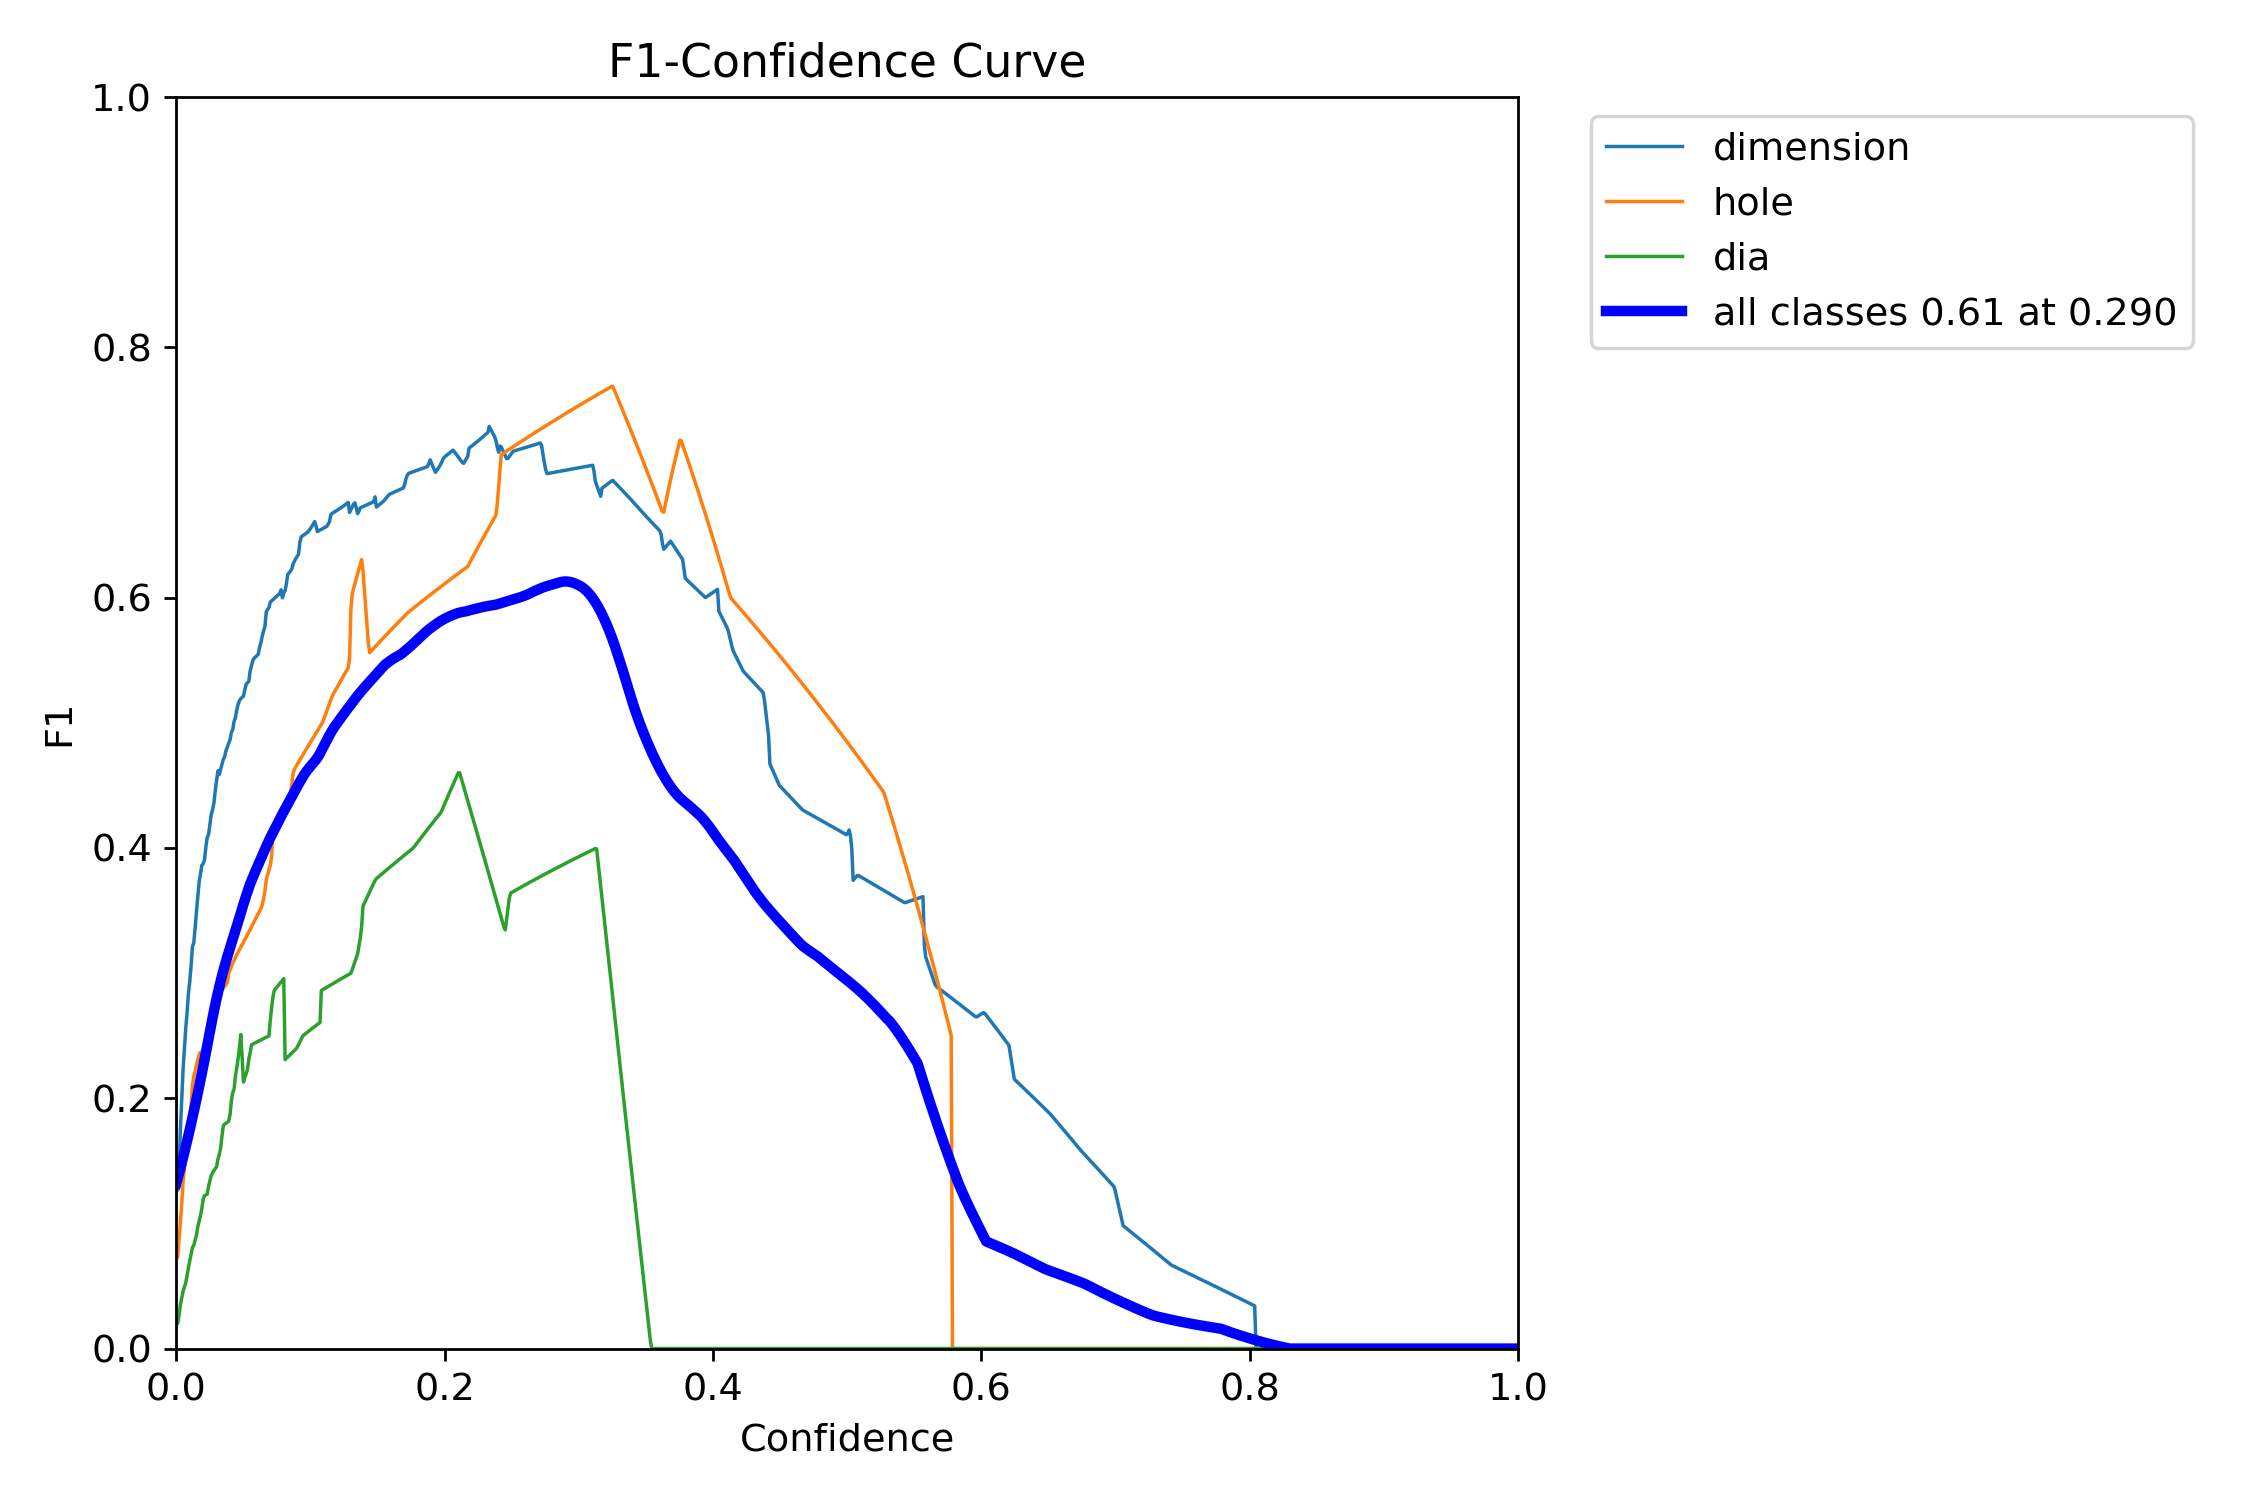 F1-Confidence Curve
1.0
0.8
0.6
0.4
0.2
0.0
F1
0.0 0.2 0.4 0.6 0.8 1.0
Confidence
dimension
hole
dia
all classes 0.61 at 0.290